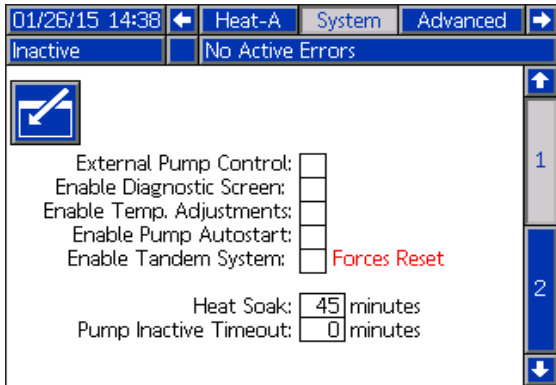 01/26/15 14:38 Heat-A System Advanced
Inactive No Active Errors
1
External Pump Control:
Enable Diagnostic Screen:
Enable Temp. Adjustments:
Enable Pump Autostart:
Enable Tandem System: Forces Reset
2
Heat Soak: 45 minutes
Pump Inactive Timeout: 0 minutes